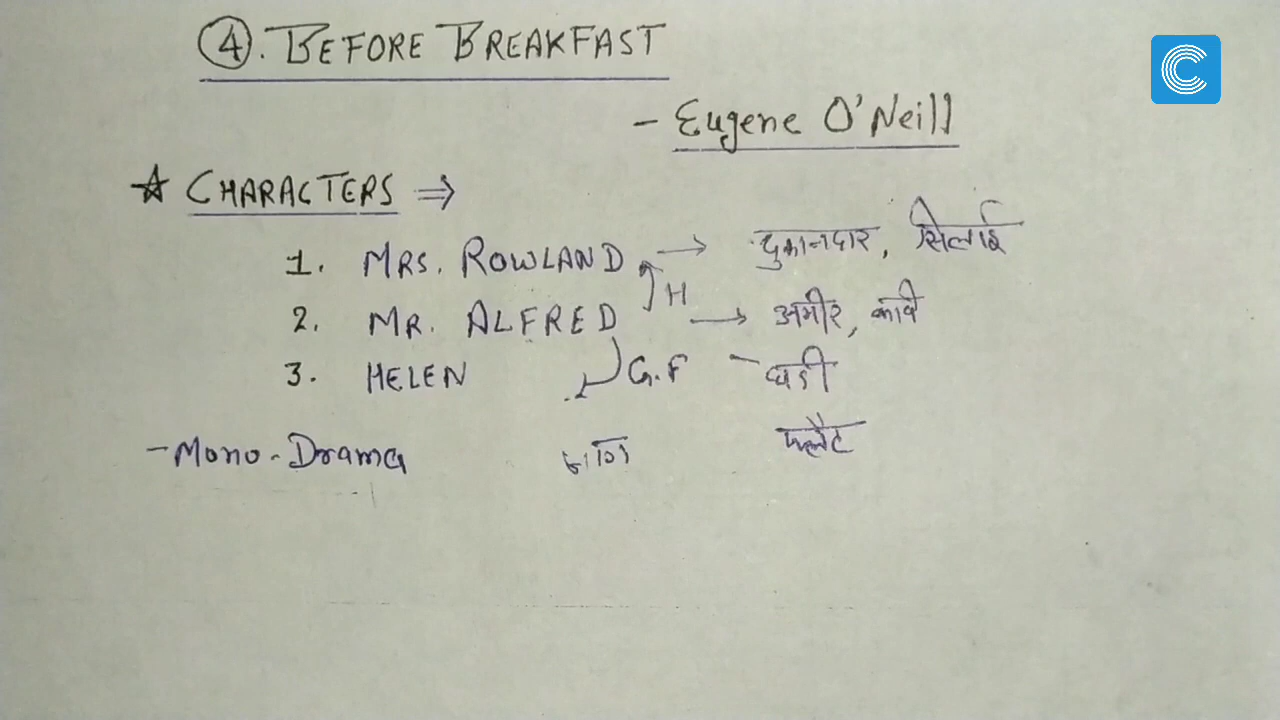 4. BEFORE BREAKFAST
- Eugene O'Neill
☆ CHARACTERS ⇒
1. MRS. ROWLAND → दुकानदार, सिलाई
H
2. MR. ALFRED → अमीर, कवि
3. HELEN G.F - घडी
- Mono-Drama फ्लैट